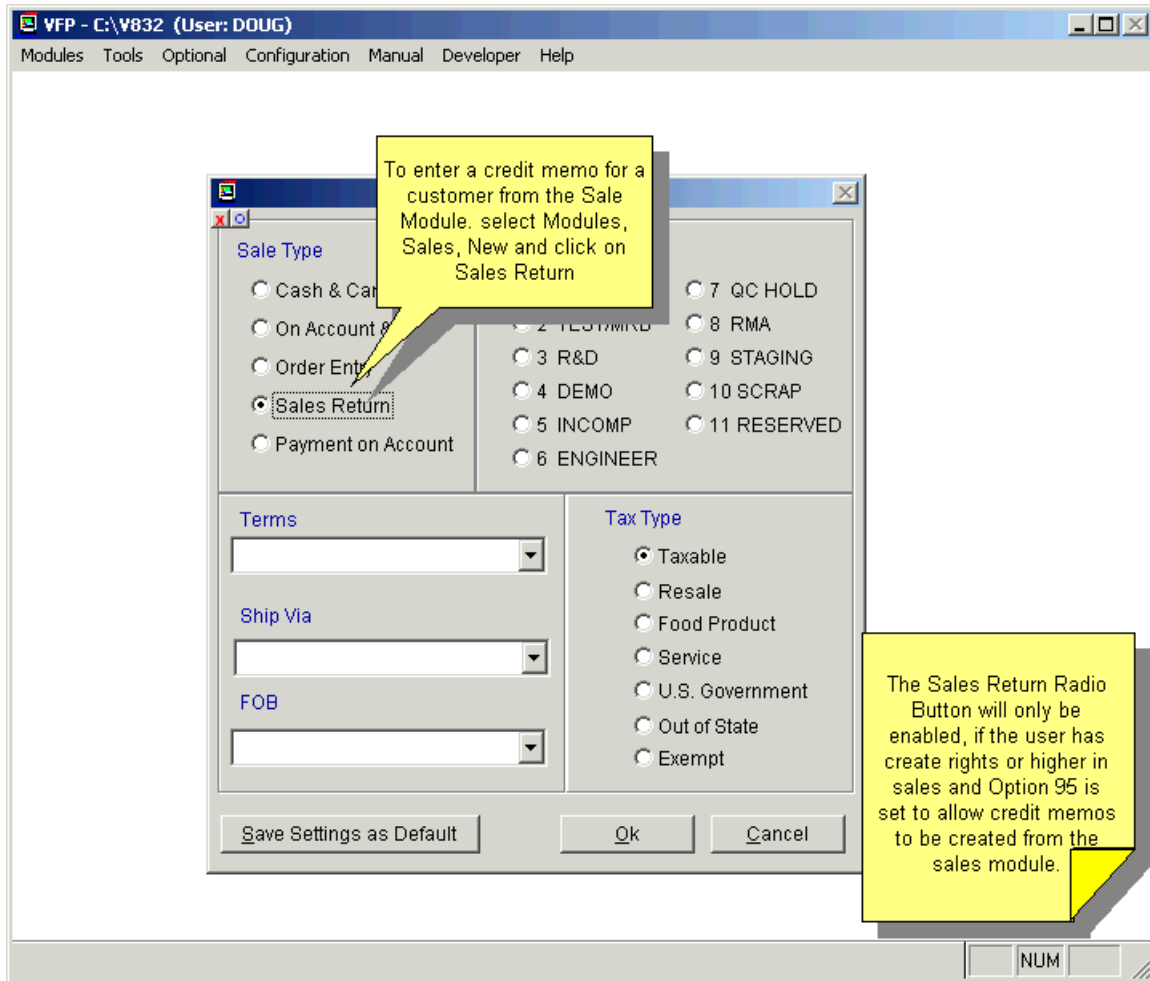 VFP - C:\V832 (User: DOUG)
Modules Tools Optional Configuration Manual Developer Help
To enter a credit memo for a
customer from the Sale
Module. select Modules,
Sales, New and click on
Sales Return
Sale Type
Cash & Car
On Account &
Order Entry
Sales Return
Payment on Account
2 TEST/MRB
3 R&D
4 DEMO
5 INCOMP
6 ENGINEER
7 QC HOLD
8 RMA
9 STAGING
10 SCRAP
11 RESERVED
Terms
Ship Via
FOB
Tax Type
Taxable
Resale
Food Product
Service
U.S. Government
Out of State
Exempt
Save Settings as Default
Ok
Cancel
The Sales Return Radio
Button will only be
enabled, if the user has
create rights or higher in
sales and Option 95 is
set to allow credit memos
to be created from the
sales module.
NUM